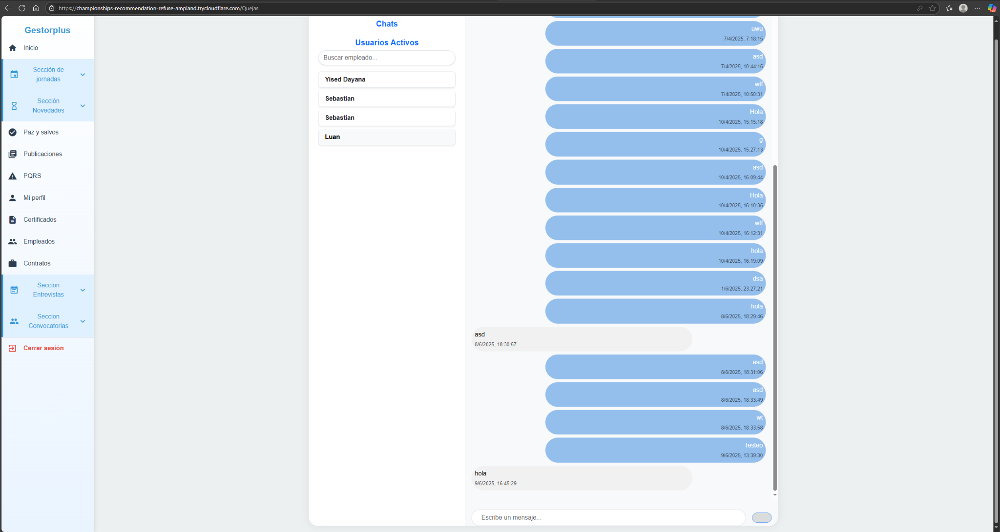 https://championships-recommendation-refuse-ampland.trycloudflare.com/Quejas
Gestorplus
Inicio
Sección de
jornadas
Sección
Novedades
Paz y salvos
Publicaciones
PQRS
Mi perfil
Certificados
Empleados
Contratos
Seccion
Entrevistas
Seccion
Convocatorias
Cerrar sesión
Chats
Usuarios Activos
Buscar empleado...
Yised Dayana
Sebastian
Sebastian
Luan
uwu
7/4/2025, 7:18:15
asd
7/4/2025, 10:44:15
wtf
7/4/2025, 10:50:31
Hola
10/4/2025, 15:15:18
g
10/4/2025, 15:27:13
asd
10/4/2025, 16:09:44
Hola
10/4/2025, 16:10:35
wtf
10/4/2025, 16:12:31
hola
10/4/2025, 16:19:09
dsa
1/6/2025, 23:27:21
hola
8/6/2025, 18:29:46
asd
8/6/2025, 18:30:57
asd
8/6/2025, 18:31:06
asd
8/6/2025, 18:33:49
wt
8/6/2025, 18:33:58
Testeo
9/6/2025, 13:39:30
hola
9/6/2025, 16:45:29
Escribe un mensaje...